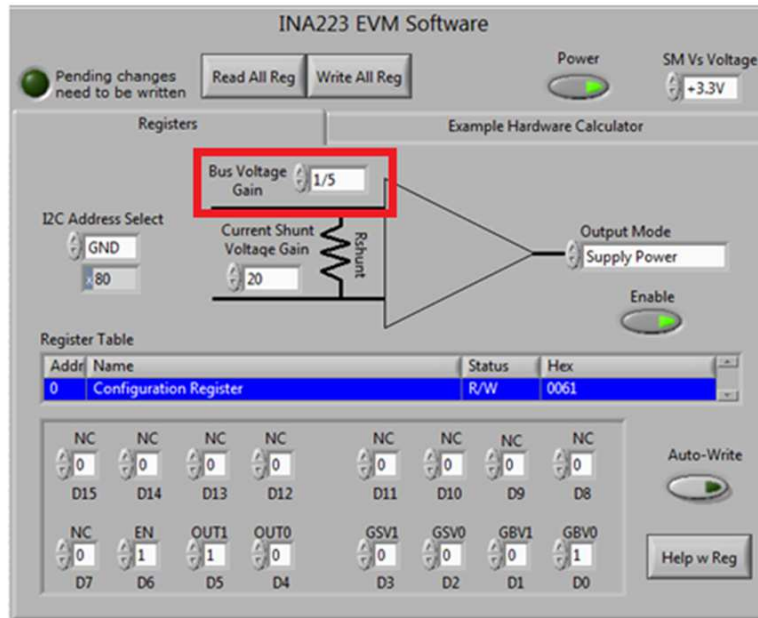 INA223 EVM Software
Pending changes
need to be written
Read All Reg
Write All Reg
Power
SM Vs Voltage
+3.3V
Registers
Example Hardware Calculator
Bus Voltage
Gain
1/5
I2C Address Select
GND
x80
Current Shunt
Voltage Gain
20
Rshunt
Output Mode
Supply Power
Enable
Register Table
Addr Name Status Hex
0 Configuration Register R/W 0061
NC NC NC NC NC NC NC NC
0 0 0 0 0 0 0 0
D15 D14 D13 D12 D11 D10 D9 D8
Auto-Write
NC EN OUT1 OUT0 GSV1 GSV0 GBV1 GBV0
0 1 1 0 0 0 0 1
D7 D6 D5 D4 D3 D2 D1 D0
Help w Reg